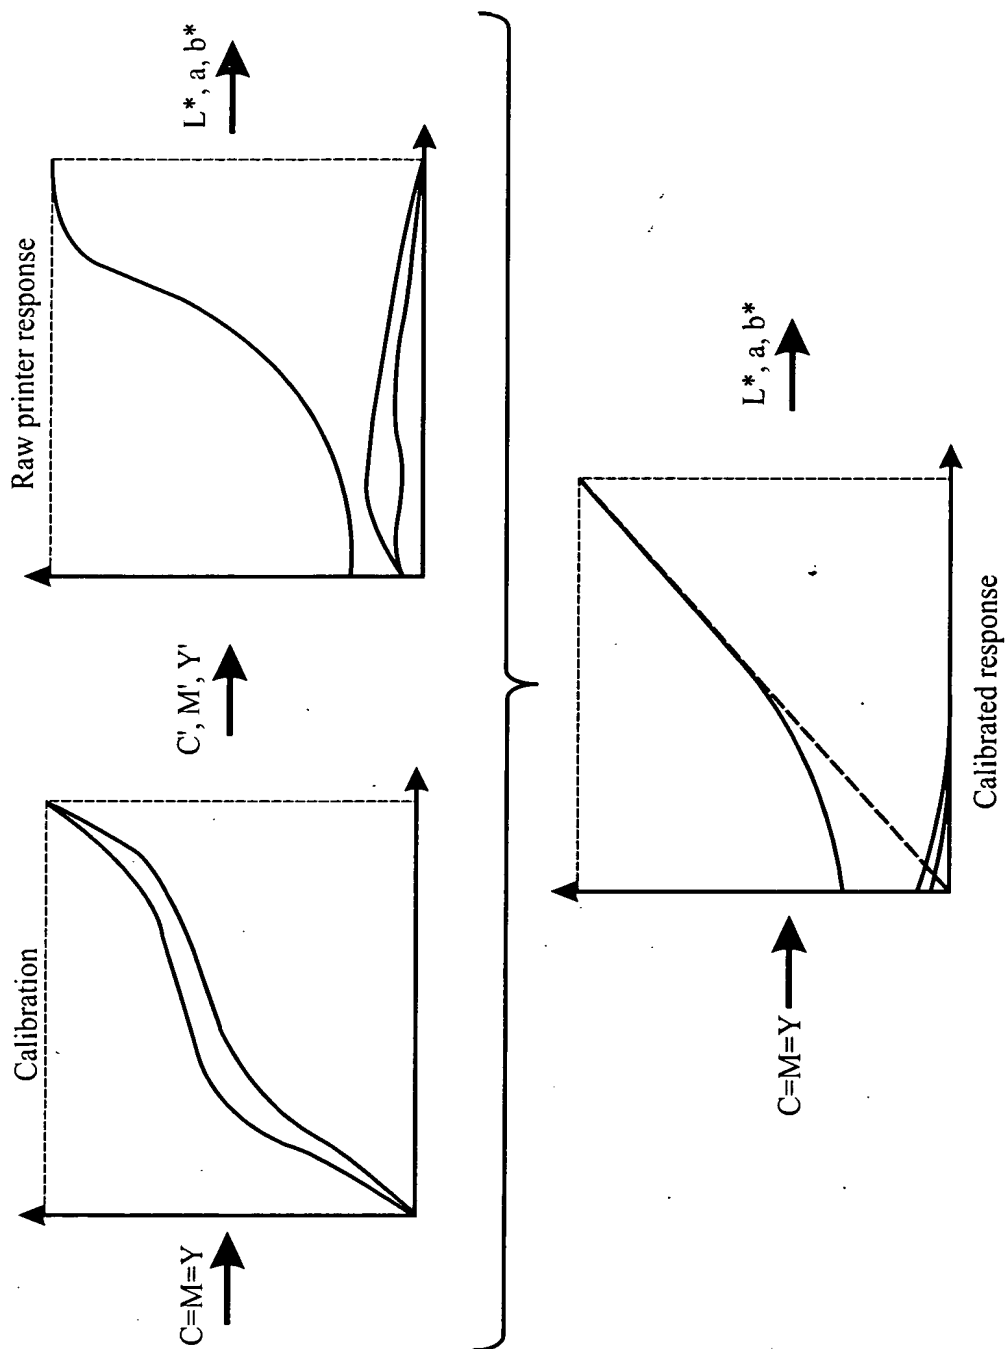 C=M=Y
Calibration
C', M', Y'
Raw printer response
L*, a, b*
C=M=Y
Calibrated response
L*, a, b*